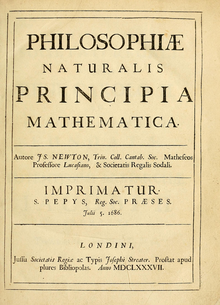 PHILOSOPHIÆ
NATURALIS
PRINCIPIA
MATHEMATICA.
Autore JS. NEWTON, Trin. Coll. Cantab. Soc. Matheseos
Professore Lucasiano, & Societatis Regalis Sodali.
IMPRIMATUR.
S. PEPYS, Reg. Soc. PRÆSES.
Julii 5. 1686.
LONDINI,
Jussu Societatis Regiæ ac Typis Josephi Streater. Prostat apud
plures Bibliopolas. Anno MDCLXXXVII.